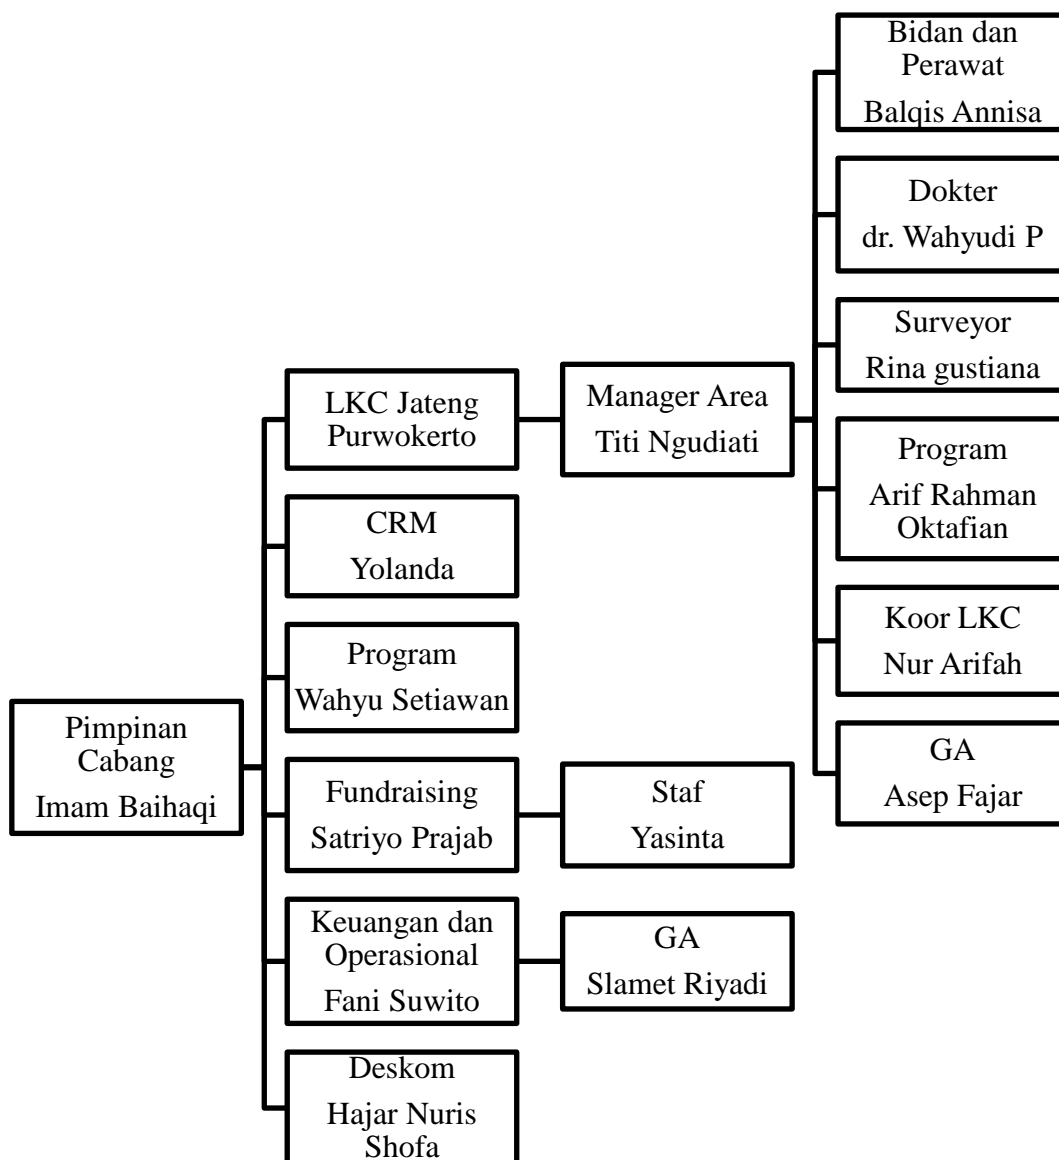 Bidan dan
Perawat
Balqis Annisa
Dokter
dr. Wahyudi P
Surveyor
Rina gustiana
LKC Jateng
Purwokerto
Manager Area
Titi Ngudiati
Program
Arif Rahman
Oktafian
CRM
Yolanda
Koor LKC
Nur Arifah
Program
Wahyu Setiawan
Pimpinan
Cabang
Imam Baihaqi
GA
Asep Fajar
Fundraising
Satriyo Prajab
Staf
Yasinta
Keuangan dan
Operasional
Fani Suwito
GA
Slamet Riyadi
Deskom
Hajar Nuris
Shofa